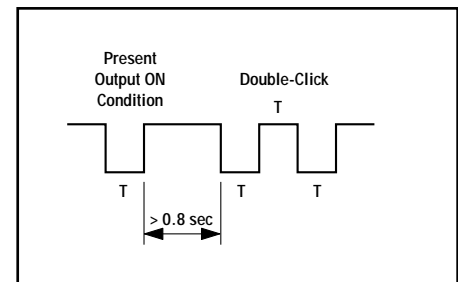 Present
Output ON
Condition
Double-Click
T
T
T
T
> 0.8 sec